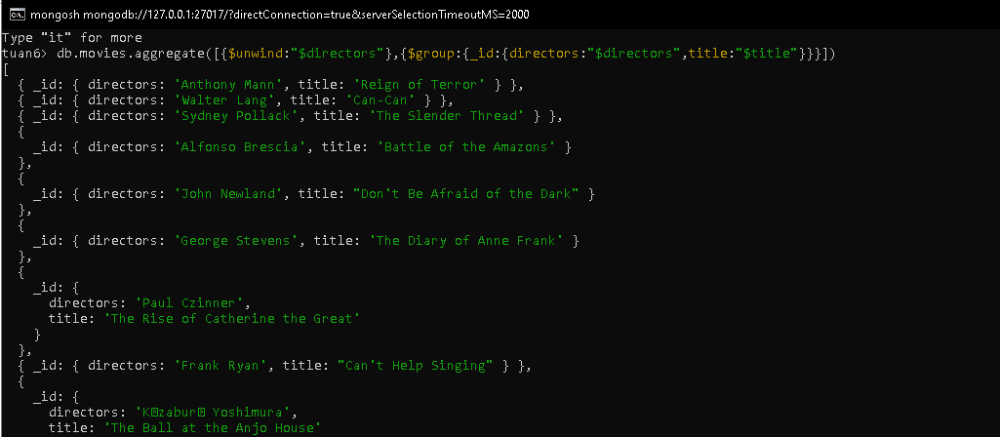 mongosh mongodb://127.0.0.1:27017/?directConnection=true&serverSelectionTimeoutMS=2000
Type "it" for more
tuan6> db.movies.aggregate([{$unwind:"$directors"},{$group:{_id:{directors:"$directors",title:"$title"}}}])
[
  { _id: { directors: 'Anthony Mann', title: 'Reign of Terror' } },
  { _id: { directors: 'Walter Lang', title: 'Can-Can' } },
  { _id: { directors: 'Sydney Pollack', title: 'The Slender Thread' } },
  {
    _id: { directors: 'Alfonso Brescia', title: 'Battle of the Amazons' }
  },
  {
    _id: { directors: 'John Newland', title: "Don't Be Afraid of the Dark" }
  },
  {
    _id: { directors: 'George Stevens', title: 'The Diary of Anne Frank' }
  },
  {
    _id: {
      directors: 'Paul Czinner',
      title: 'The Rise of Catherine the Great'
    }
  },
  { _id: { directors: 'Frank Ryan', title: "Can't Help Singing" } },
  {
    _id: {
      directors: 'K�zabur� Yoshimura',
      title: 'The Ball at the Anjo House'